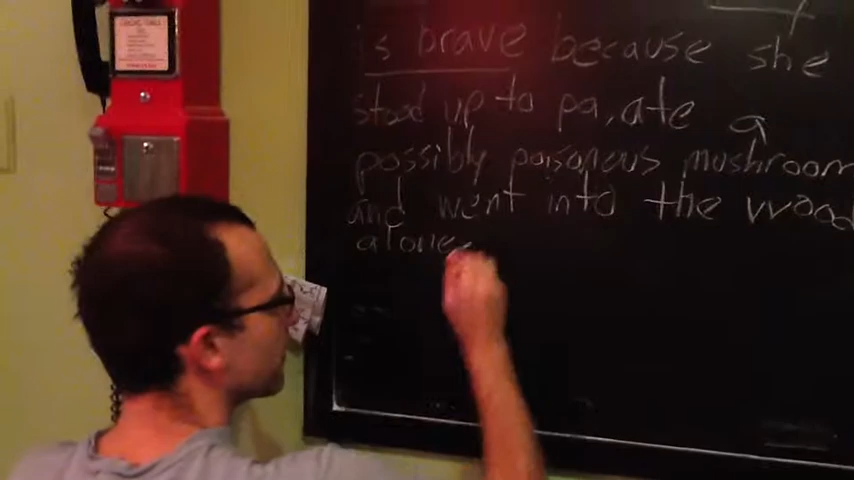 is brave because she
stood up to pa, ate a
possibly poisonous mushroom
and went into the wood
alone